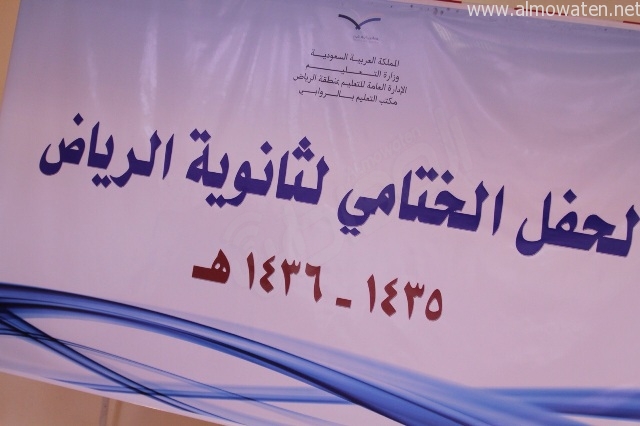 www.almowaten.net
المملكة العربية السعودية
وزارة التعليم
الإدارة العامة للتعليم بمنطقة الرياض
مكتب التعليم بالروابي
لحفل الختامي لثانوية الرياض
١٤٣٥ - ١٤٣٦ هـ